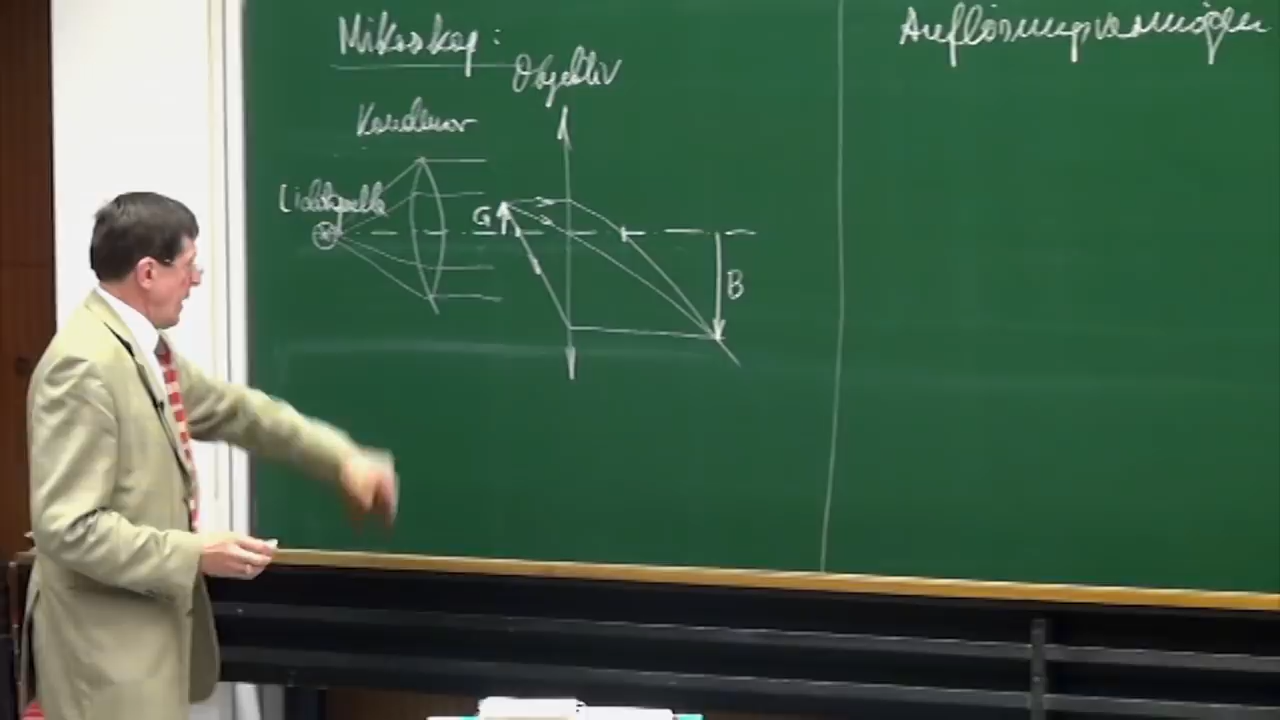 Mikroskop:
Objektiv
Kondensor
Lichtquelle
G
B
Auflösungsvermögen